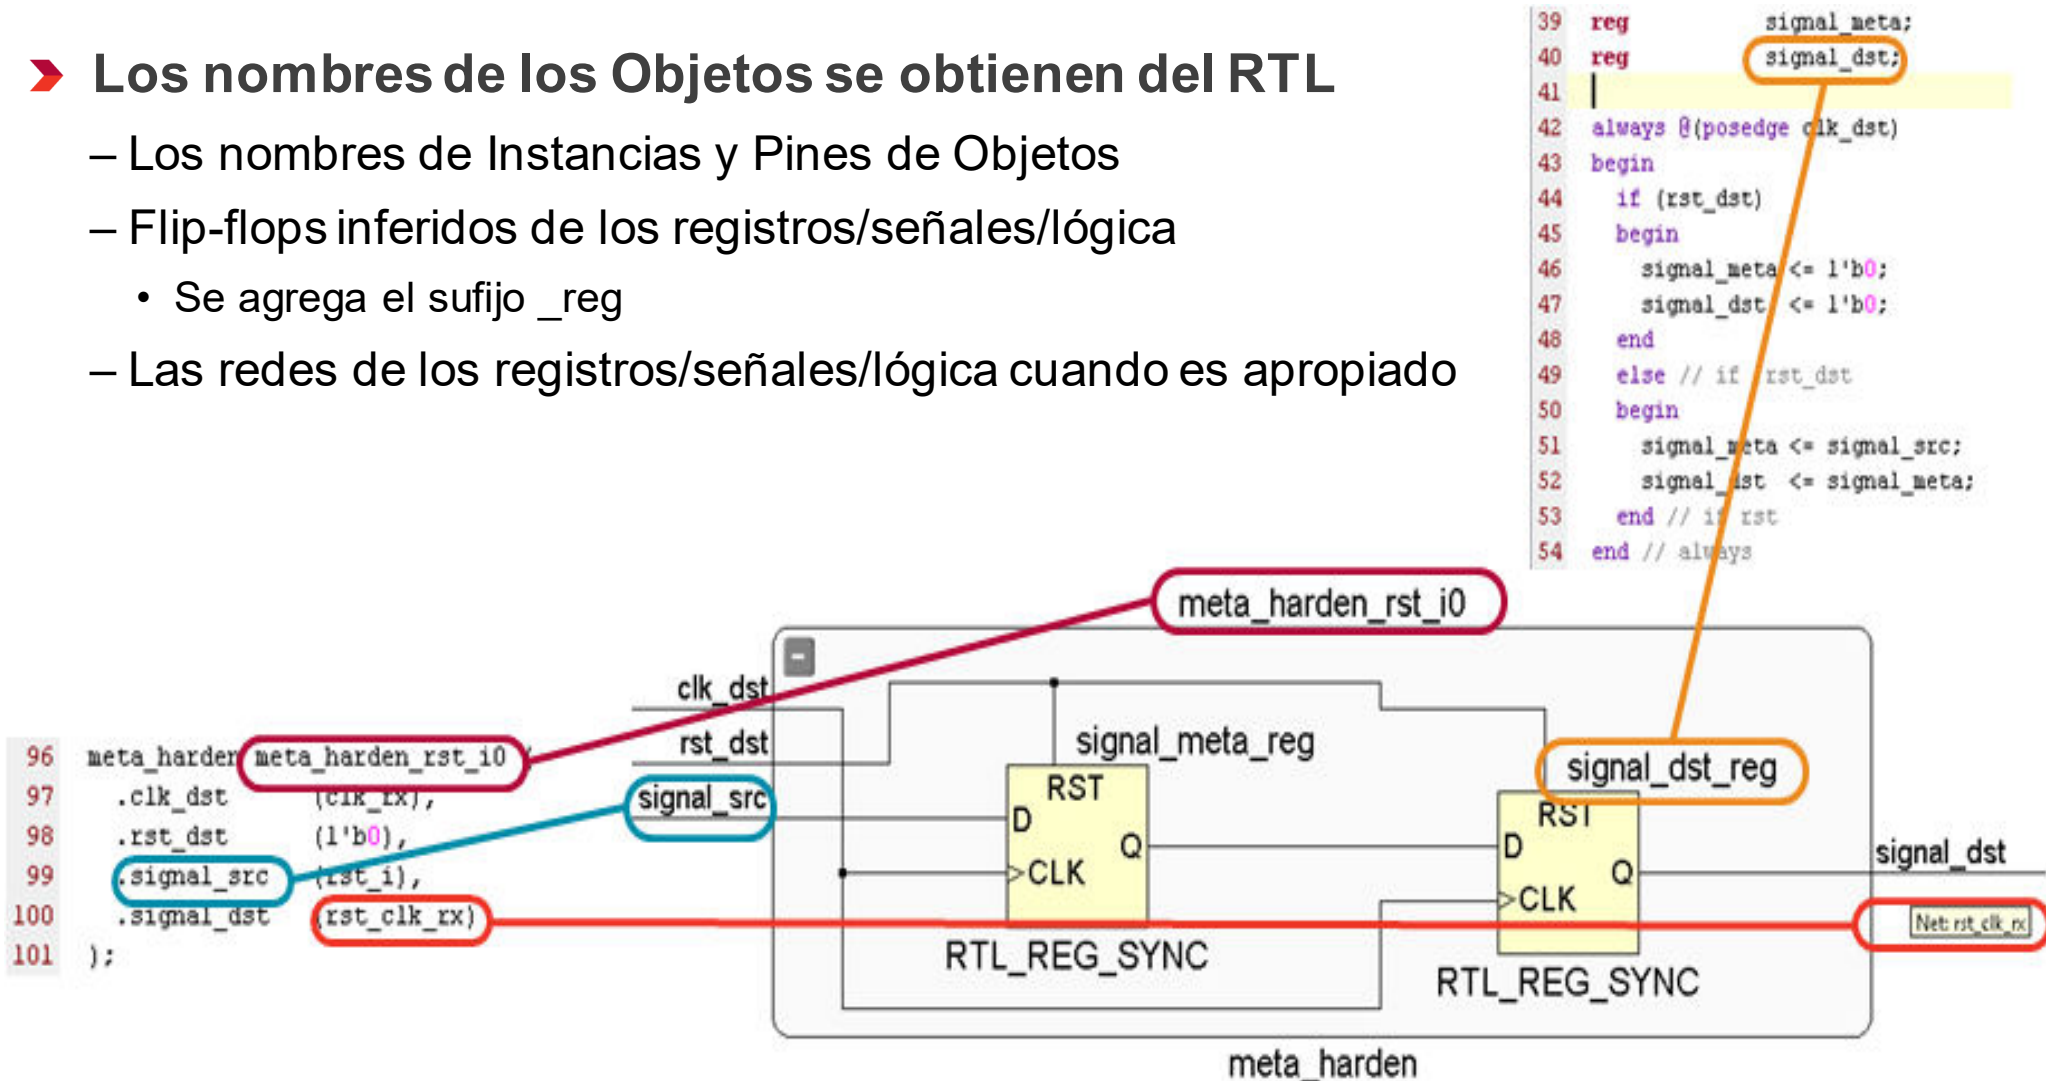 Los nombres de los Objetos se obtienen del RTL
– Los nombres de Instancias y Pines de Objetos
– Flip-flops inferidos de los registros/señales/lógica
• Se agrega el sufijo _reg
– Las redes de los registros/señales/lógica cuando es apropiado
39 reg signal_meta;
40 reg signal_dst;
41
42 always @(posedge clk_dst)
43 begin
44 if (rst_dst)
45 begin
46 signal_meta <= 1'b0;
47 signal_dst <= 1'b0;
48 end
49 else // if rst_dst
50 begin
51 signal_meta <= signal_src;
52 signal_dst <= signal_meta;
53 end // if rst
54 end // always
meta_harden_rst_i0
-
clk_dst
rst_dst
signal_src
signal_meta_reg
RST
D
Q
CLK
RTL_REG_SYNC
signal_dst_reg
RST
D
Q
CLK
RTL_REG_SYNC
signal_dst
Net: rst_clk_rx
meta_harden
96 meta_harden meta_harden_rst_i0 (
97 .clk_dst (clk_rx),
98 .rst_dst (1'b0),
99 .signal_src (rst_i),
100 .signal_dst (rst_clk_rx)
101 );